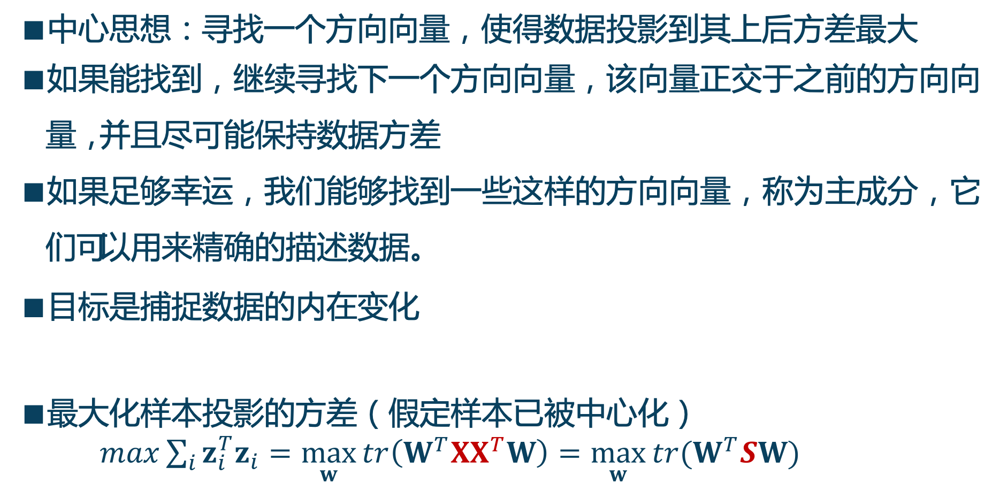 ■中心思想：寻找一个方向向量，使得数据投影到其上后方差最大
■如果能找到，继续寻找下一个方向向量，该向量正交于之前的方向向
量，并且尽可能保持数据方差
■如果足够幸运，我们能够找到一些这样的方向向量，称为主成分，它
们可以用来精确的描述数据。
■目标是捕捉数据的内在变化
■最大化样本投影的方差（假定样本已被中心化）
$max \sum_i \mathbf{z}_i^T \mathbf{z}_i = \max_{\mathbf{w}} tr(\mathbf{W}^T \mathbf{X}\mathbf{X}^T \mathbf{W}) = \max_{\mathbf{w}} tr(\mathbf{W}^T \boldsymbol{S} \mathbf{W})$